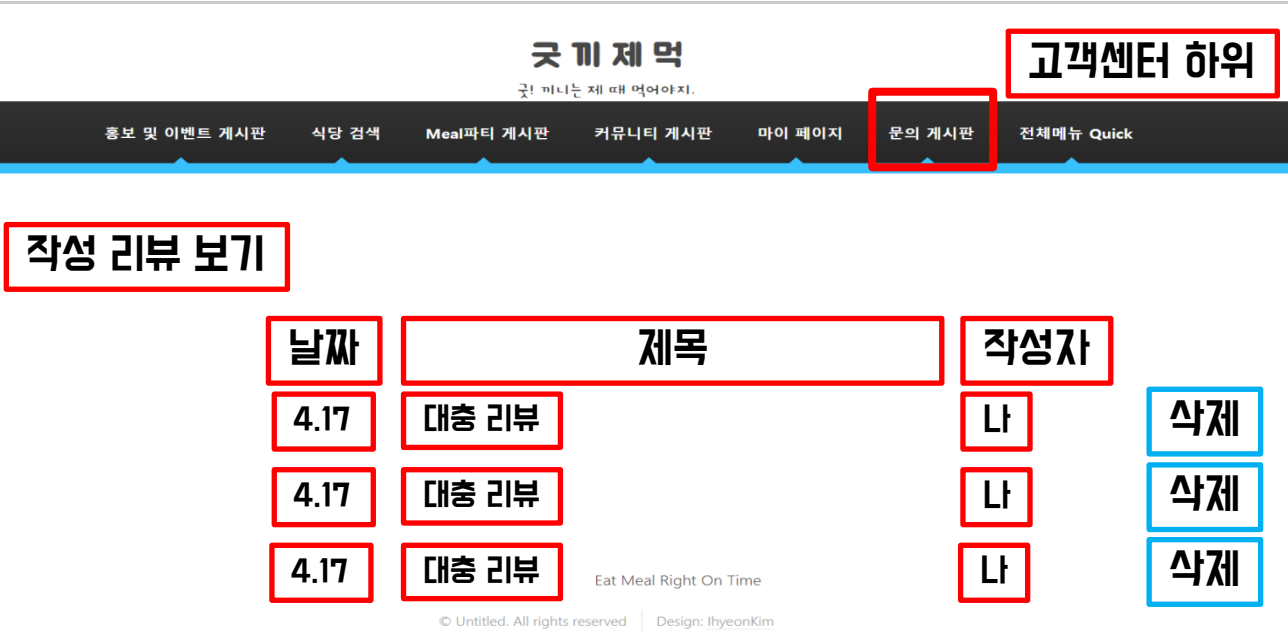 굿 끼 제 먹
고객센터 하위
굿! 끼니는 제 때 먹어야지.
홍보 및 이벤트 게시판 식당 검색 Meal파티 게시판 커뮤니티 게시판 마이 페이지 문의 게시판 전체메뉴 Quick
작성 리뷰 보기
날짜 제목 작성자
4.17 대충 리뷰 나 삭제
4.17 대충 리뷰 나 삭제
4.17 대충 리뷰 나 삭제
Eat Meal Right On Time
© Untitled. All rights reserved Design: IhyeonKim